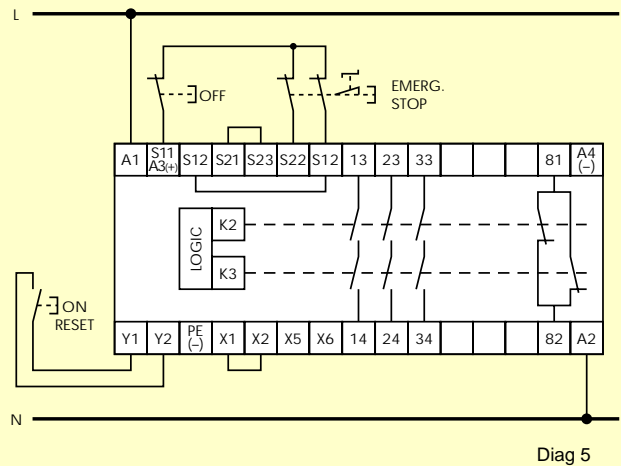 L
OFF
EMERG.
STOP
A1 S11 A3(+) S12 S21 S23 S22 S12 13 23 33 81 A4 (–)
LOGIC
K2
K3
ON
RESET
Y1 Y2 PE (–) X1 X2 X5 X6 14 24 34 82 A2
N
Diag 5